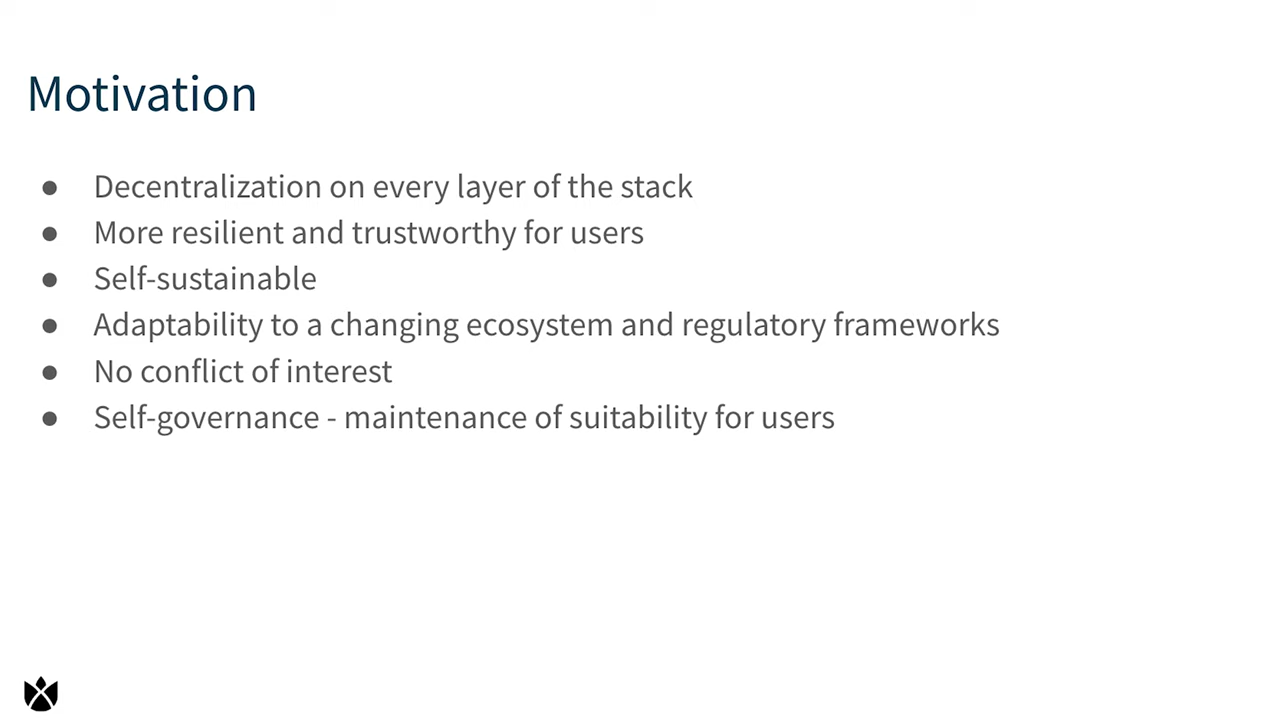 Motivation
● Decentralization on every layer of the stack
● More resilient and trustworthy for users
● Self-sustainable
● Adaptability to a changing ecosystem and regulatory frameworks
● No conflict of interest
● Self-governance - maintenance of suitability for users